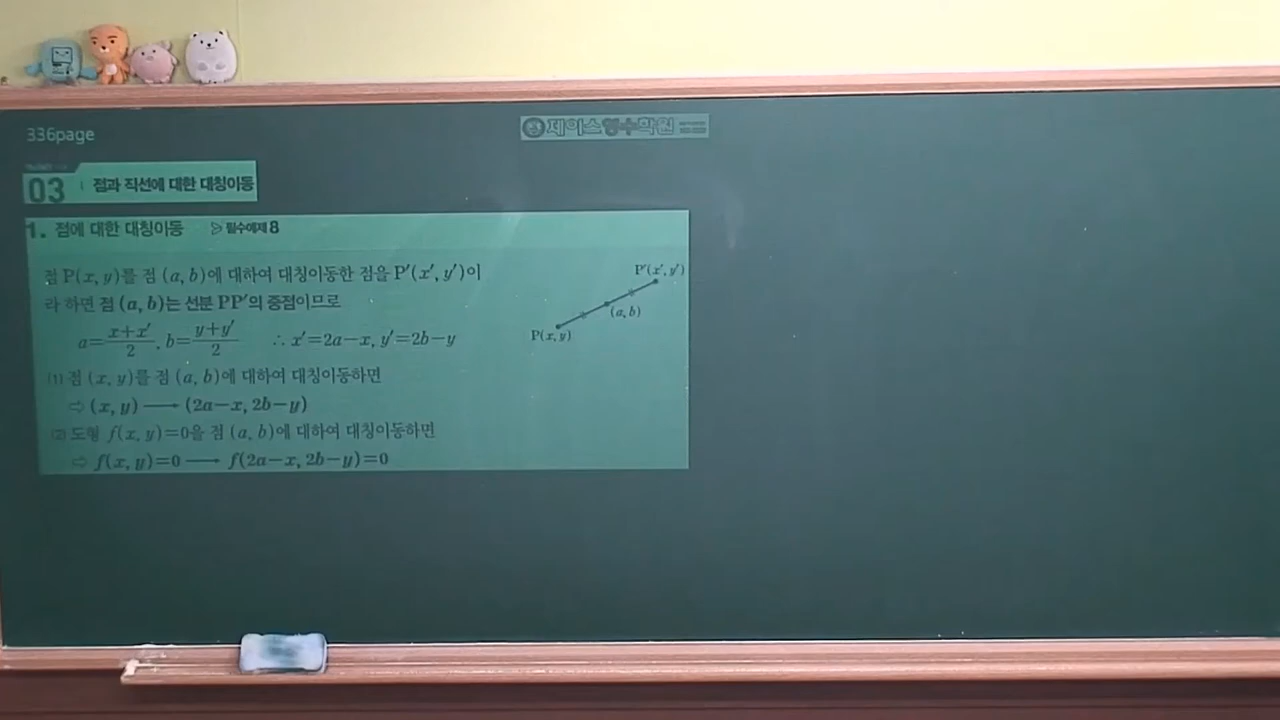 336page
제이스영수학원
03 점과 직선에 대한 대칭이동
1. 점에 대한 대칭이동 ▷ 필수예제 8
점 P(x, y)를 점 (a, b)에 대하여 대칭이동한 점을 P′(x′, y′)이
라 하면 점 (a, b)는 선분 PP′의 중점이므로
a=\frac{x+x′}{2}, b=\frac{y+y′}{2} ∴ x′=2a−x, y′=2b−y
(1) 점 (x, y)를 점 (a, b)에 대하여 대칭이동하면
⇨ (x, y) ⟶ (2a−x, 2b−y)
(2) 도형 f(x, y)=0을 점 (a, b)에 대하여 대칭이동하면
⇨ f(x, y)=0 ⟶ f(2a−x, 2b−y)=0
P′(x′, y′)
(a, b)
P(x, y)